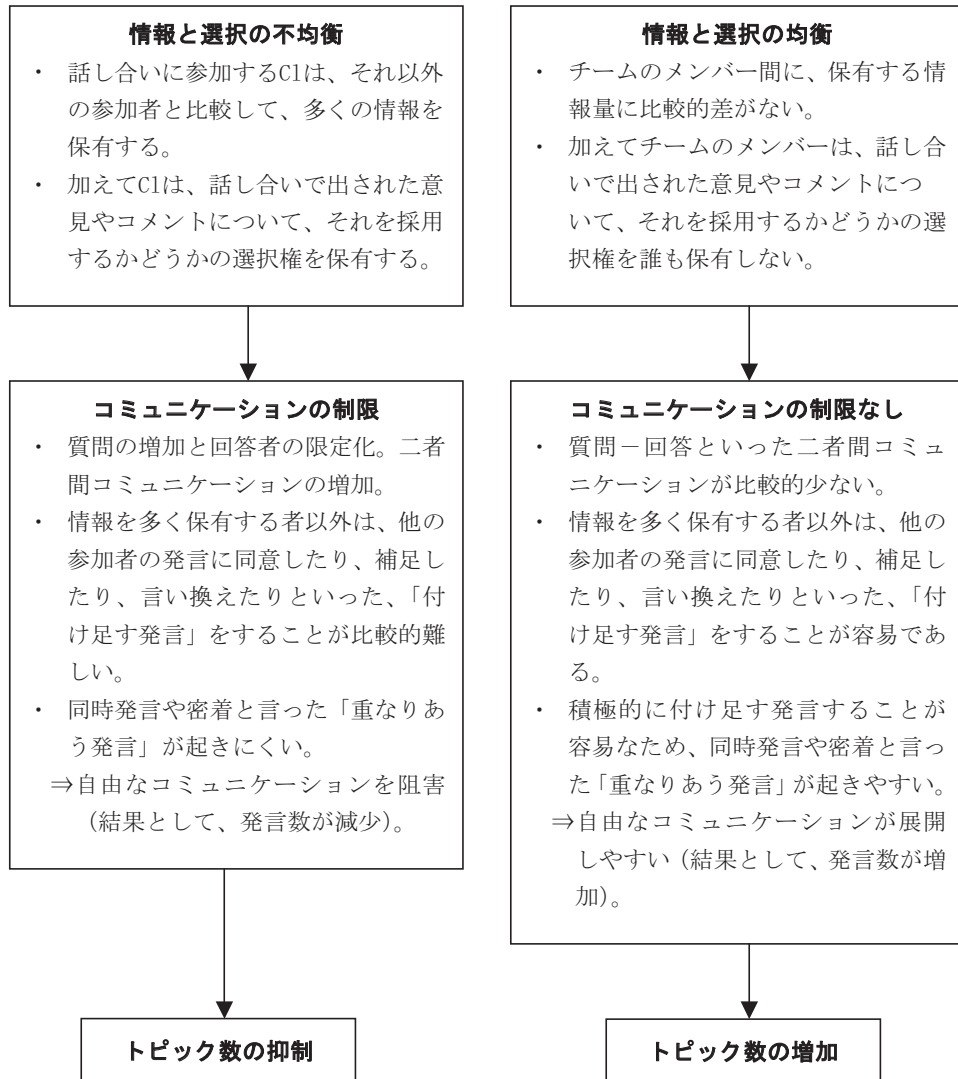 情報と選択の不均衡
・ 話し合いに参加するC1は、それ以外
の参加者と比較して、多くの情報を
保有する。
・ 加えてC1は、話し合いで出された意
見やコメントについて、それを採用
するかどうかの選択権を保有する。
コミュニケーションの制限
・ 質問の増加と回答者の限定化。二者
間コミュニケーションの増加。
・ 情報を多く保有する者以外は、他の
参加者の発言に同意したり、補足し
たり、言い換えたりといった、「付
け足す発言」をすることが比較的難
しい。
・ 同時発言や密着と言った「重なりあ
う発言」が起きにくい。
⇒自由なコミュニケーションを阻害
(結果として、発言数が減少)。
トピック数の抑制
情報と選択の均衡
・ チームのメンバー間に、保有する情
報量に比較的差がない。
・ 加えてチームのメンバーは、話し合
いで出された意見やコメントにつ
いて、それを採用するかどうかの選
択権を誰も保有しない。
コミュニケーションの制限なし
・ 質問－回答といった二者間コミュ
ニケーションが比較的少ない。
・ 情報を多く保有する者以外は、他の
参加者の発言に同意したり、補足し
たり、言い換えたりといった、「付
け足す発言」をすることが容易であ
る。
・ 積極的に付け足す発言することが
容易なため、同時発言や密着と言っ
た「重なりあう発言」が起きやすい。
⇒自由なコミュニケーションが展開
しやすい（結果として、発言数が増
加）。
トピック数の増加